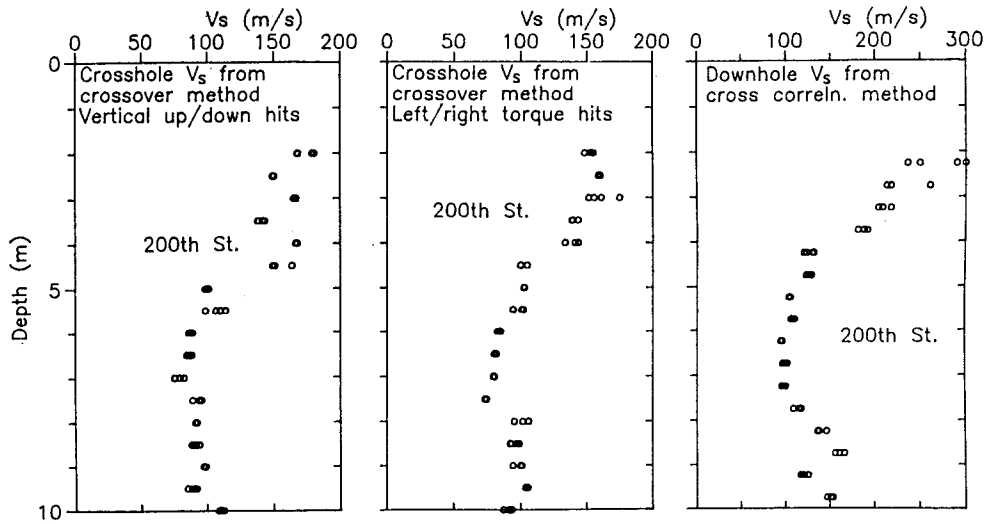 Vs (m/s)
0 50 100 150 200
Vs (m/s)
0 50 100 150 200
Vs (m/s)
0 100 200 300
0
5
10
Depth (m)
Crosshole Vs from
crossover method
Vertical up/down hits
200th St.
Crosshole Vs from
crossover method
Left/right torque hits
200th St.
Downhole Vs from
cross correln. method
200th St.